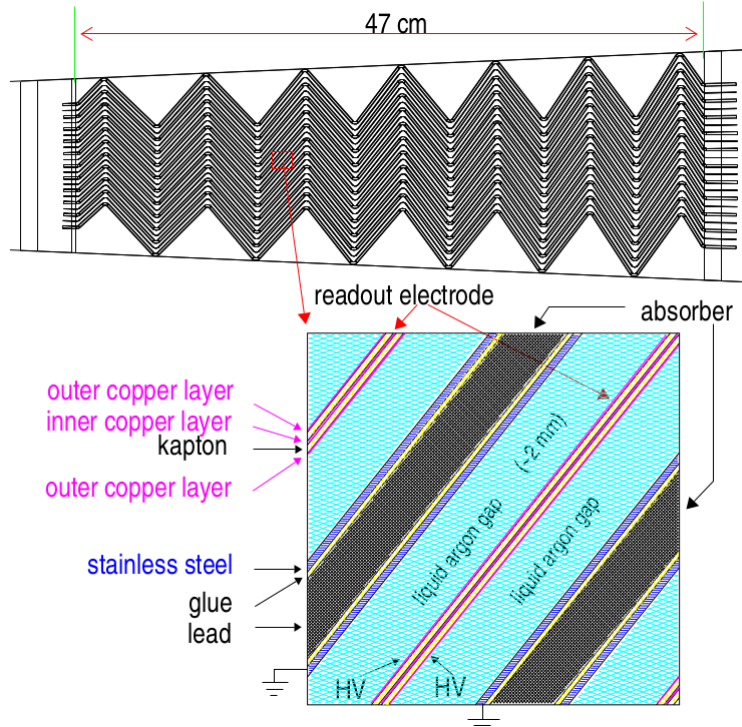 47 cm
readout electrode
absorber
outer copper layer
inner copper layer
kapton
outer copper layer
(~2 mm)
liquid argon gap
liquid argon gap
stainless steel
glue
lead
HV
HV